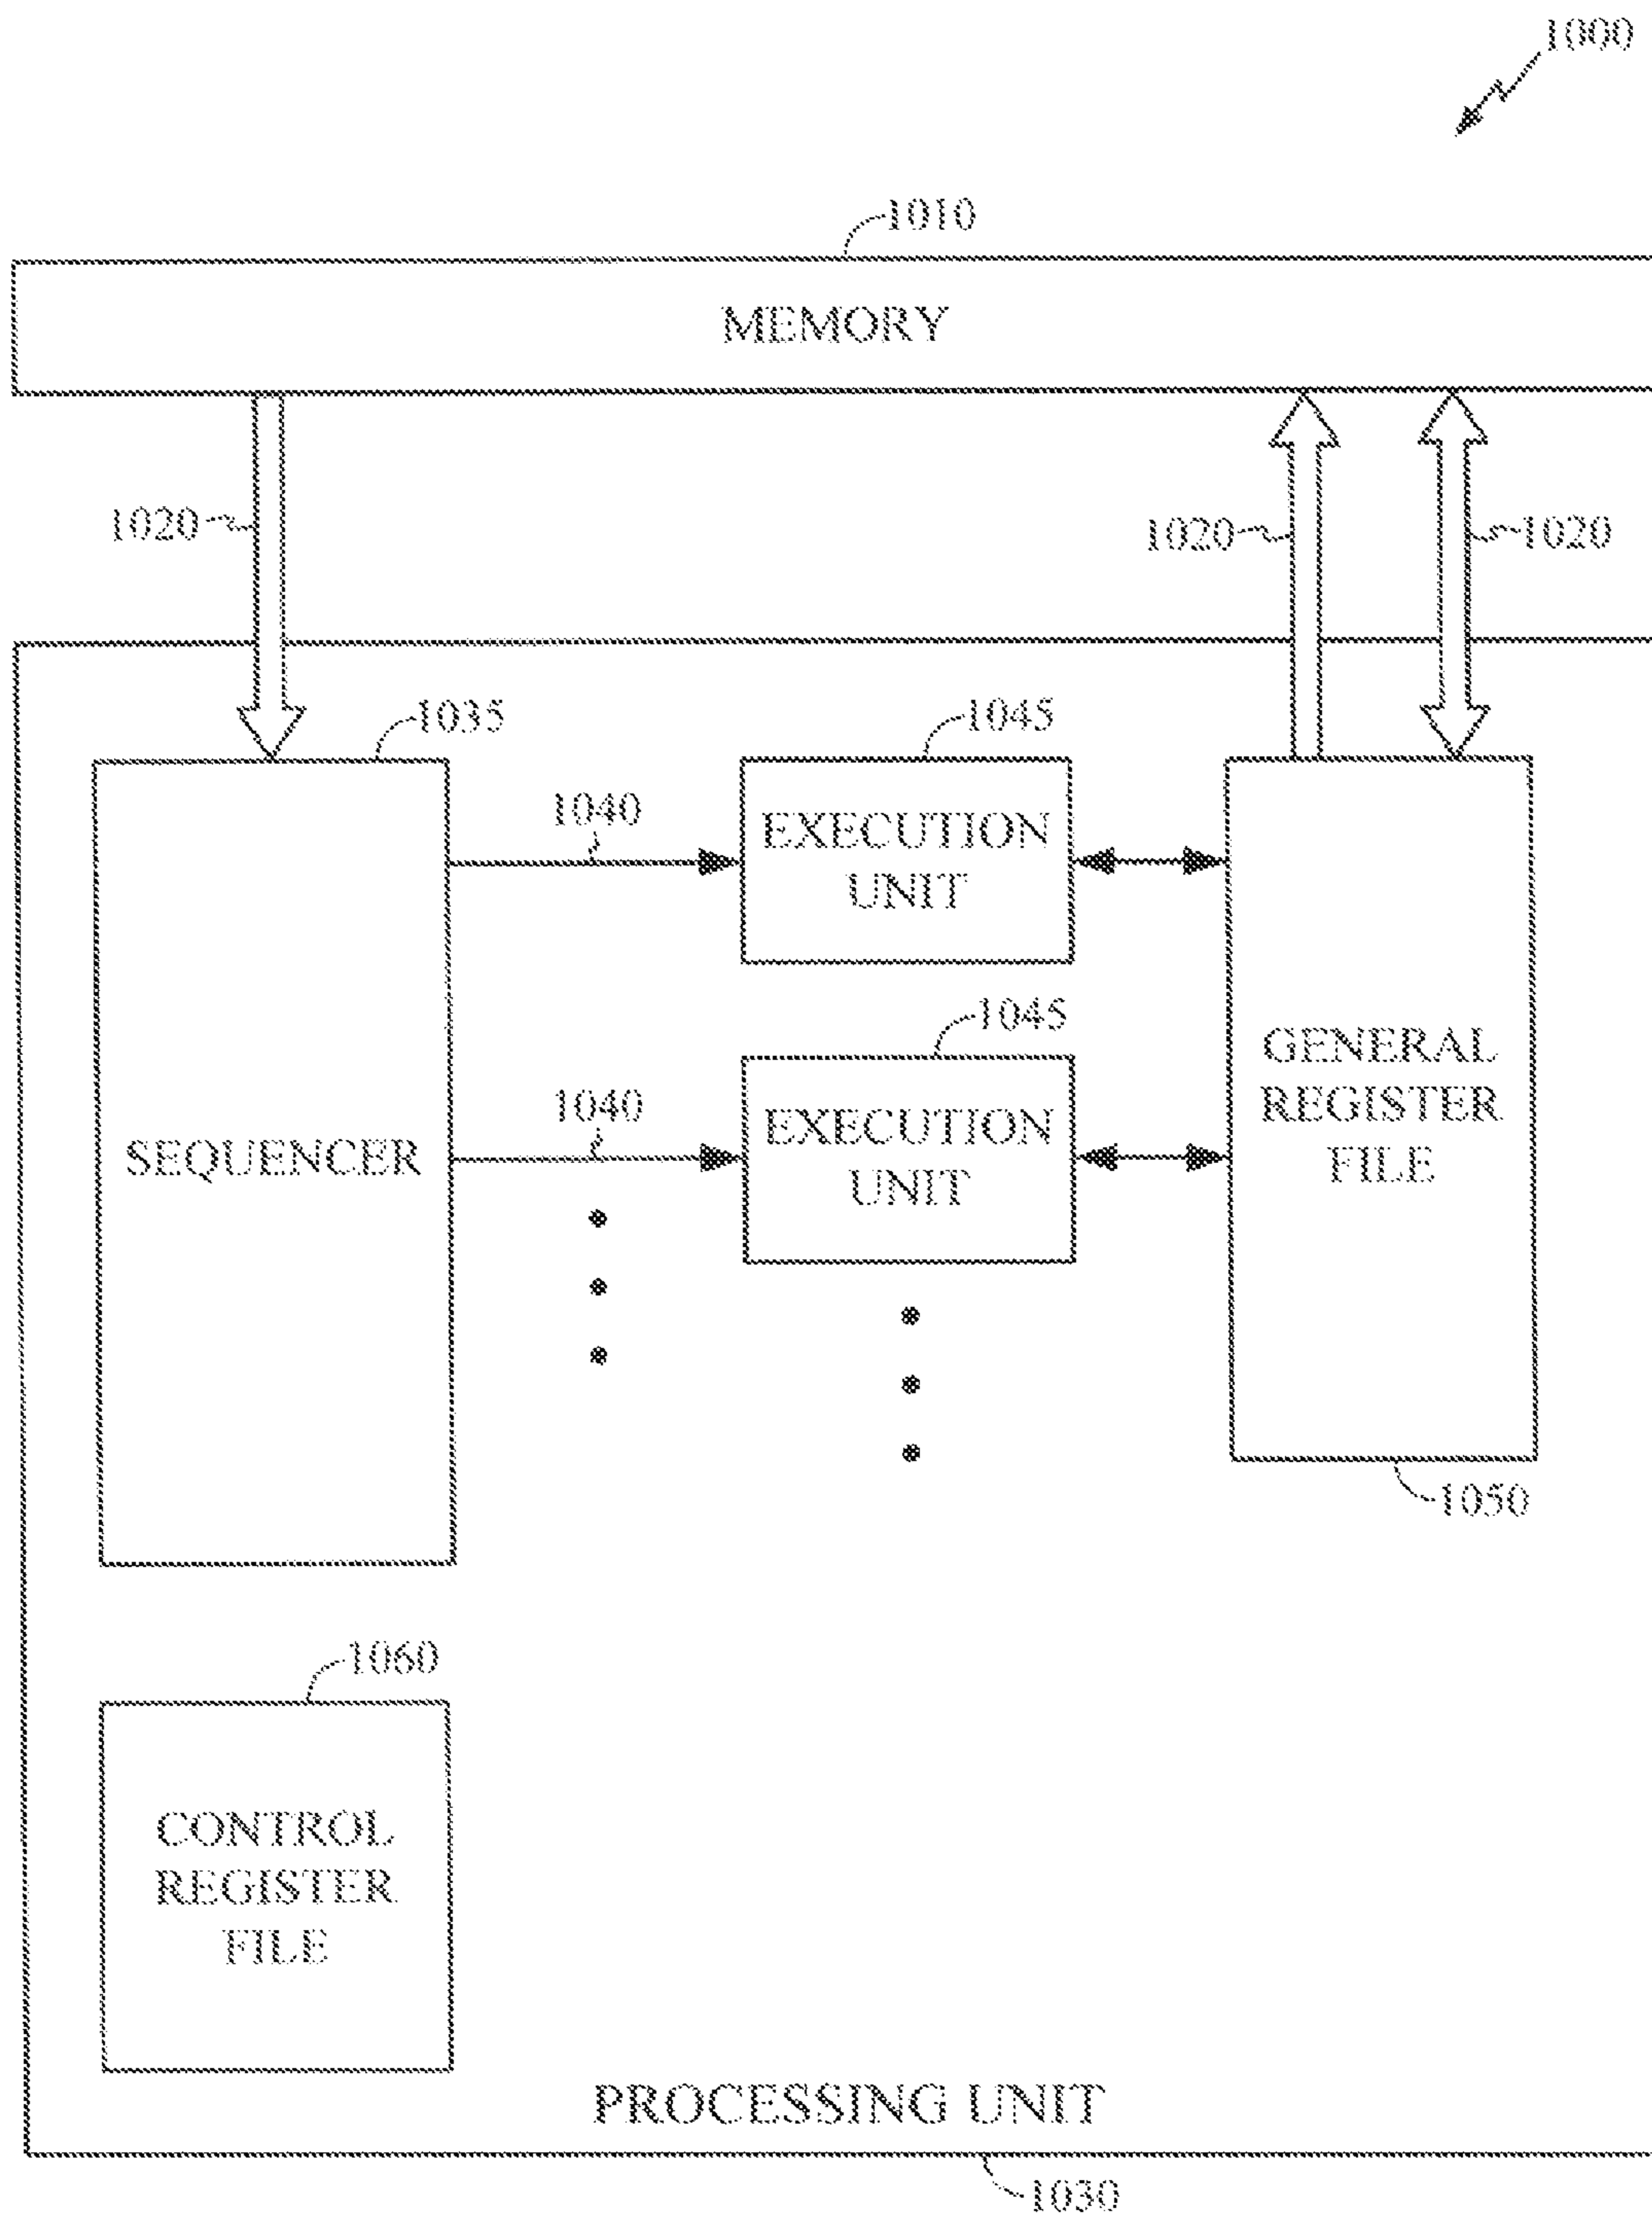 1000
1010
MEMORY
1020
1020
1020
1035
1045
1040
EXECUTION
UNIT
1045
1040
EXECUTION
UNIT
SEQUENCER
GENERAL
REGISTER
FILE
1050
1060
CONTROL
REGISTER
FILE
PROCESSING UNIT
1030